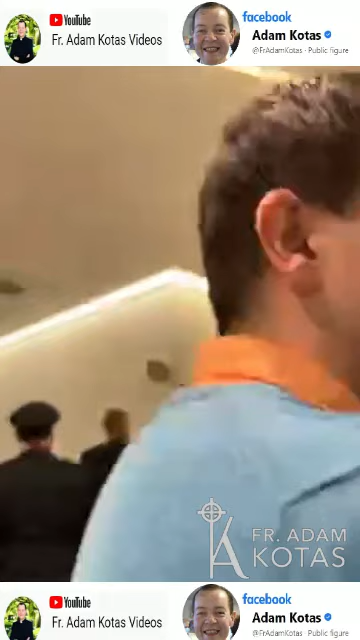 YouTube
Fr. Adam Kotas Videos
facebook
Adam Kotas
@FrAdamKotas · Public figure
FR. ADAM
KOTAS
YouTube
Fr. Adam Kotas Videos
facebook
Adam Kotas
@FrAdamKotas · Public figure